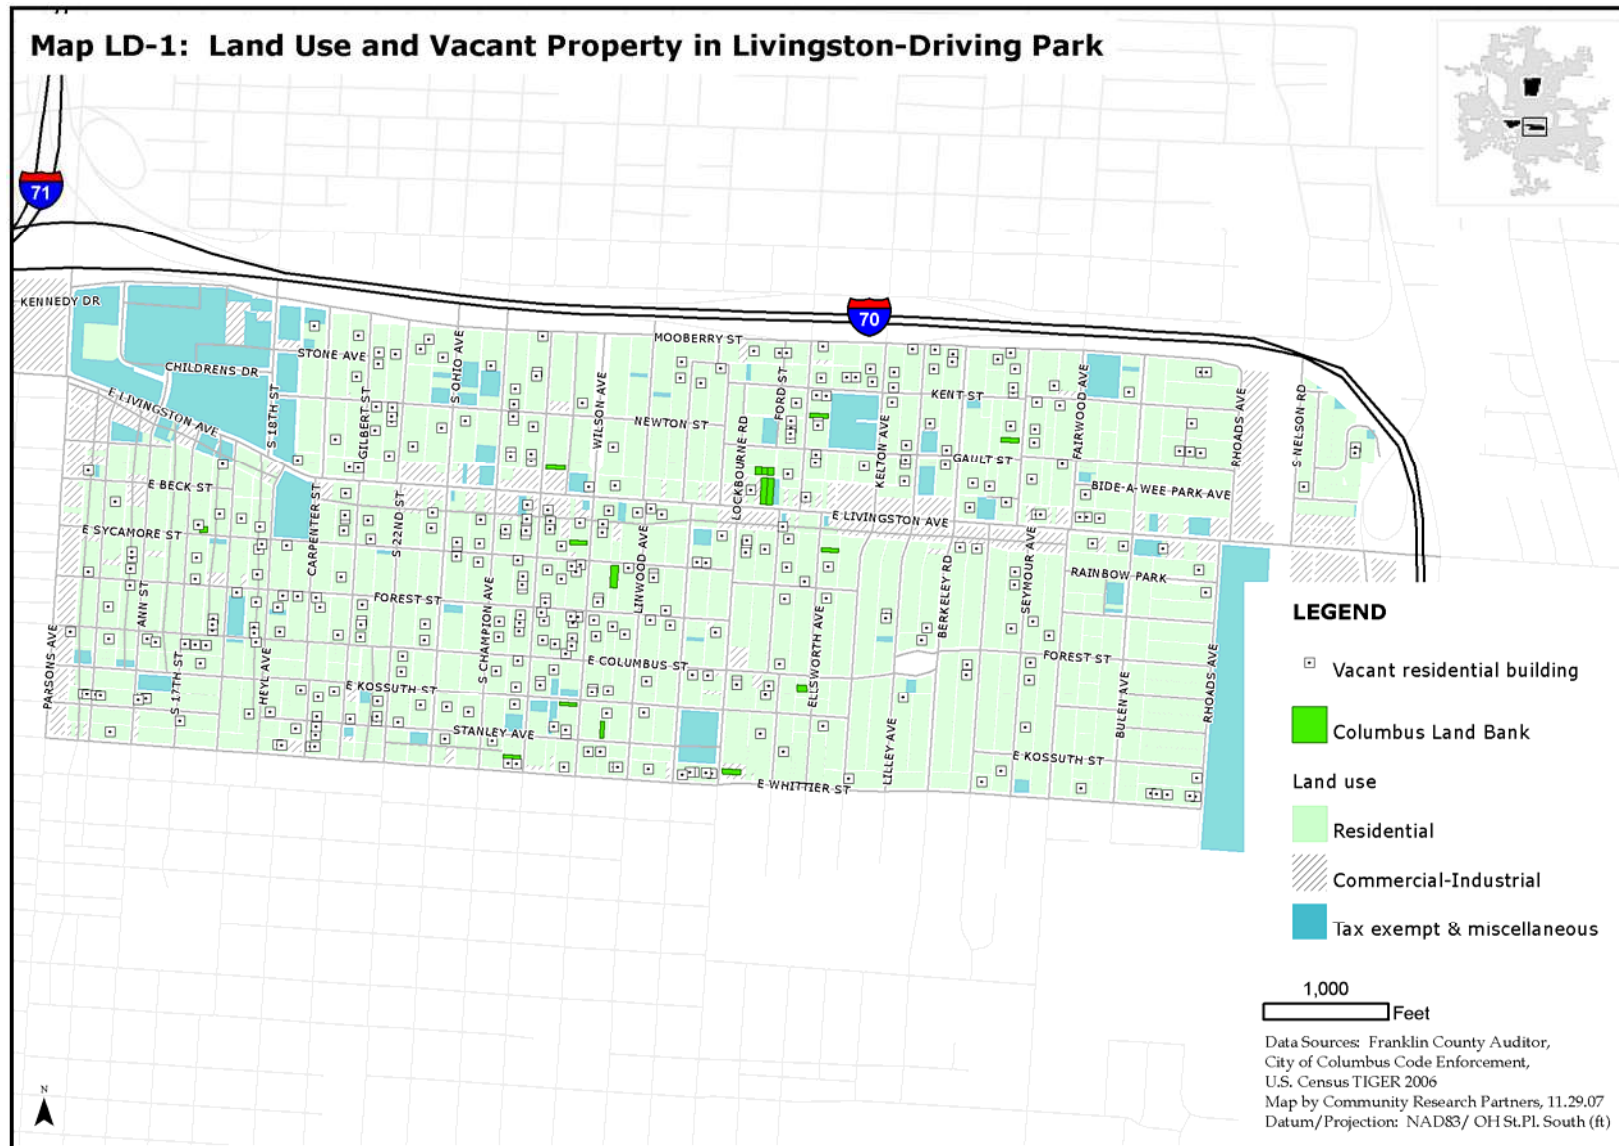 Map LD-1: Land Use and Vacant Property in Livingston-Driving Park
71
70
KENNEDY DR
MOOBERRY ST
STONE AVE
CHILDRENS DR
S OHIO AVE
KENT ST
E LIVINGSTON AVE
S 18TH ST
GILBERT ST
WILSON AVE
NEWTON ST
LOCKBOURNE RD
FORD ST
KELTON AVE
FAIRWOOD AVE
RHOADS AVE
S NELSON RD
GAULT ST
E BECK ST
BIDE-A-WEE PARK AVE
E SYCAMORE ST
CARPENTER ST
S 22ND ST
E LIVINGSTON AVE
LINWOOD AVE
SEYMOUR AVE
RAINBOW PARK
ANN ST
FOREST ST
S CHAMPION AVE
BERKELEY RD
PARSONS AVE
S 17TH ST
HEYL AVE
E COLUMBUS ST
ELLSWORTH AVE
FOREST ST
E KOSSUTH ST
BULEN AVE
RHOADS AVE
STANLEY AVE
LILLEY AVE
E KOSSUTH ST
E WHITTIER ST
LEGEND
Vacant residential building
Columbus Land Bank
Land use
Residential
Commercial-Industrial
Tax exempt & miscellaneous
1,000
Feet
Data Sources: Franklin County Auditor,
City of Columbus Code Enforcement,
U.S. Census TIGER 2006
Map by Community Research Partners, 11.29.07
Datum/Projection: NAD83/ OH St.Pl. South (ft)
N